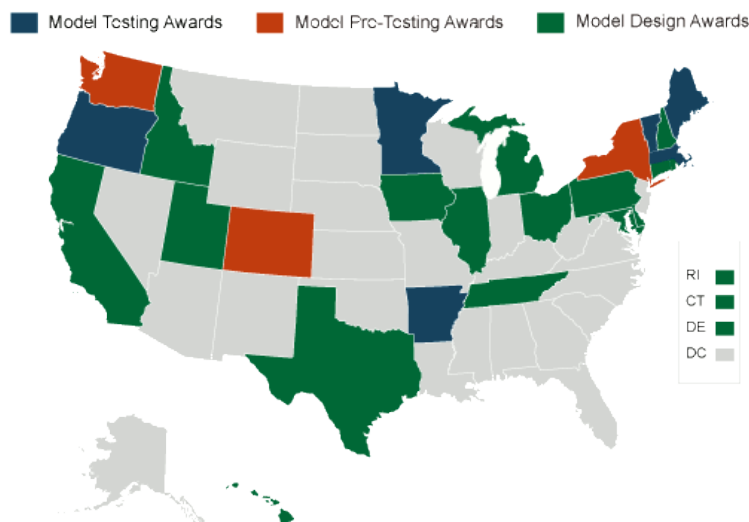 Model Testing Awards
Model Pre-Testing Awards
Model Design Awards
RI
CT
DE
DC